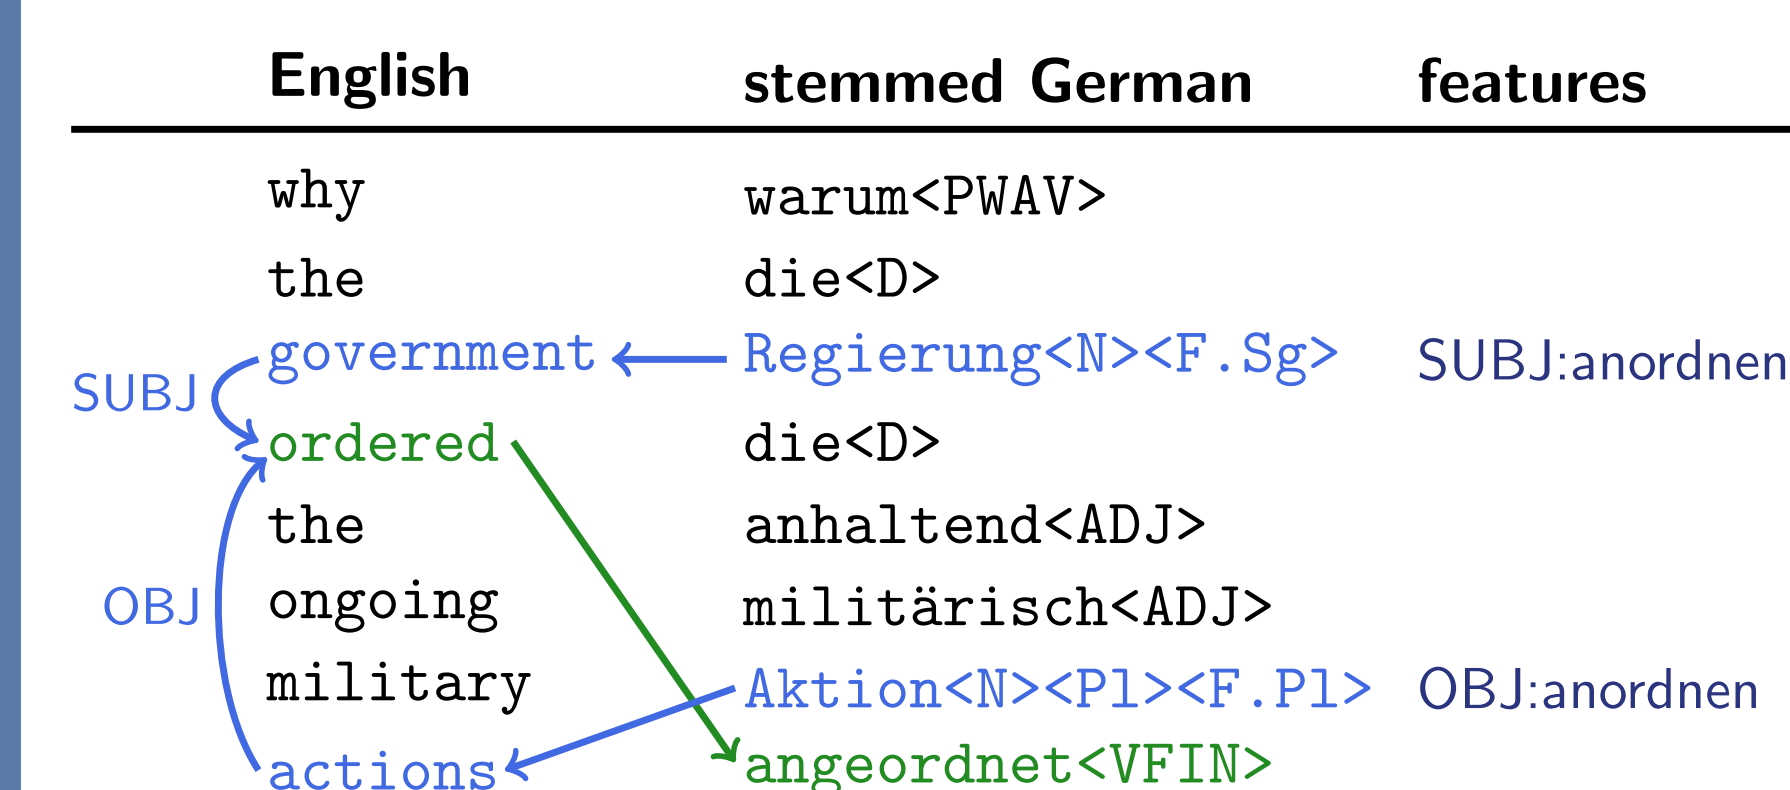 English stemmed German features
why warum<PWAV>
the die<D>
government Regierung<N><F.Sg> SUBJ:anordnen
SUBJ
ordered die<D>
the anhaltend<ADJ>
OBJ ongoing militärisch<ADJ>
military Aktion<N><Pl><F.Pl> OBJ:anordnen
actions angeordnet<VFIN>